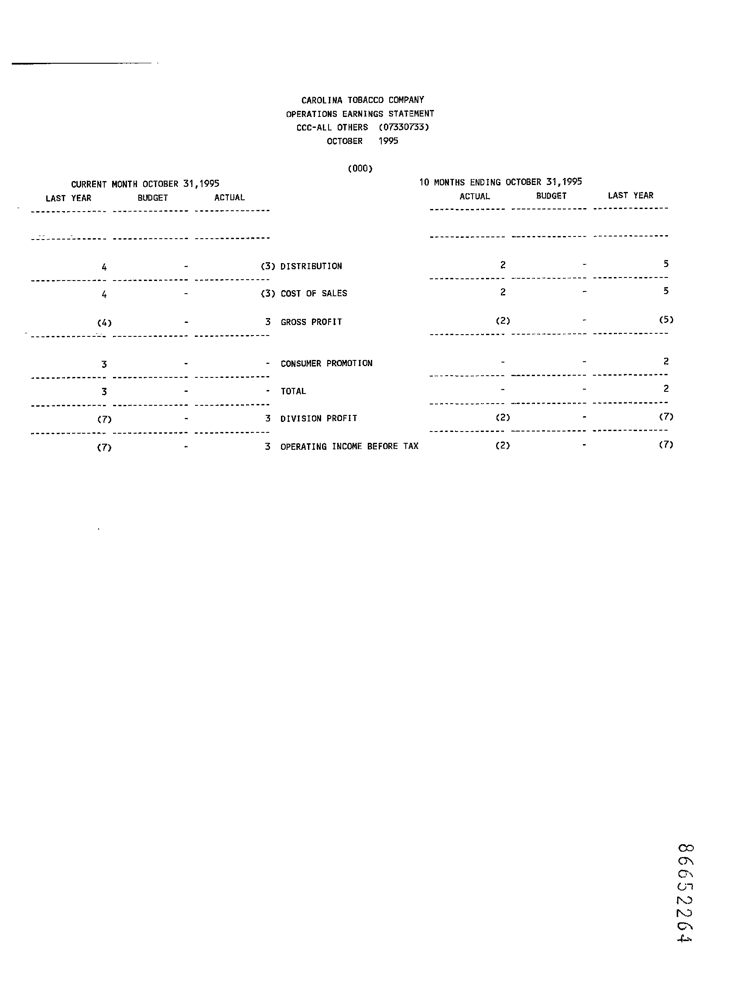 CAROLINA TOBACCO COMPANY
OPERATIONS EARNINGS STATEMENT
CCC-ALL OTHERS (07330733)
OCTOBER 1995
(000)
CURRENT MONTH OCTOBER 31,1995 10 MONTHS ENDING OCTOBER 31,1995
LAST YEAR BUDGET ACTUAL ACTUAL BUDGET LAST YEAR
4 - (3) DISTRIBUTION 2 - 5
4 - (3) COST OF SALES 2 - 5
(4) - 3 GROSS PROFIT (2) - (5)
3 - - CONSUMER PROMOTION - - 2
3 - - TOTAL - - 2
(7) - 3 DIVISION PROFIT (2) - (7)
(7) - 3 OPERATING INCOME BEFORE TAX (2) - (7)
86652264